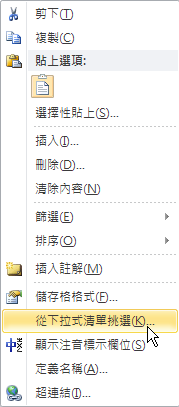 剪下(T)
複製(C)
貼上選項:
選擇性貼上(S)...
插入(I)...
刪除(D)...
清除內容(N)
篩選(E)
排序(O)
插入註解(M)
儲存格格式(F)...
從下拉式清單挑選(K)...
中文 顯示注音標示欄位(S)
定義名稱(A)...
超連結(I)...